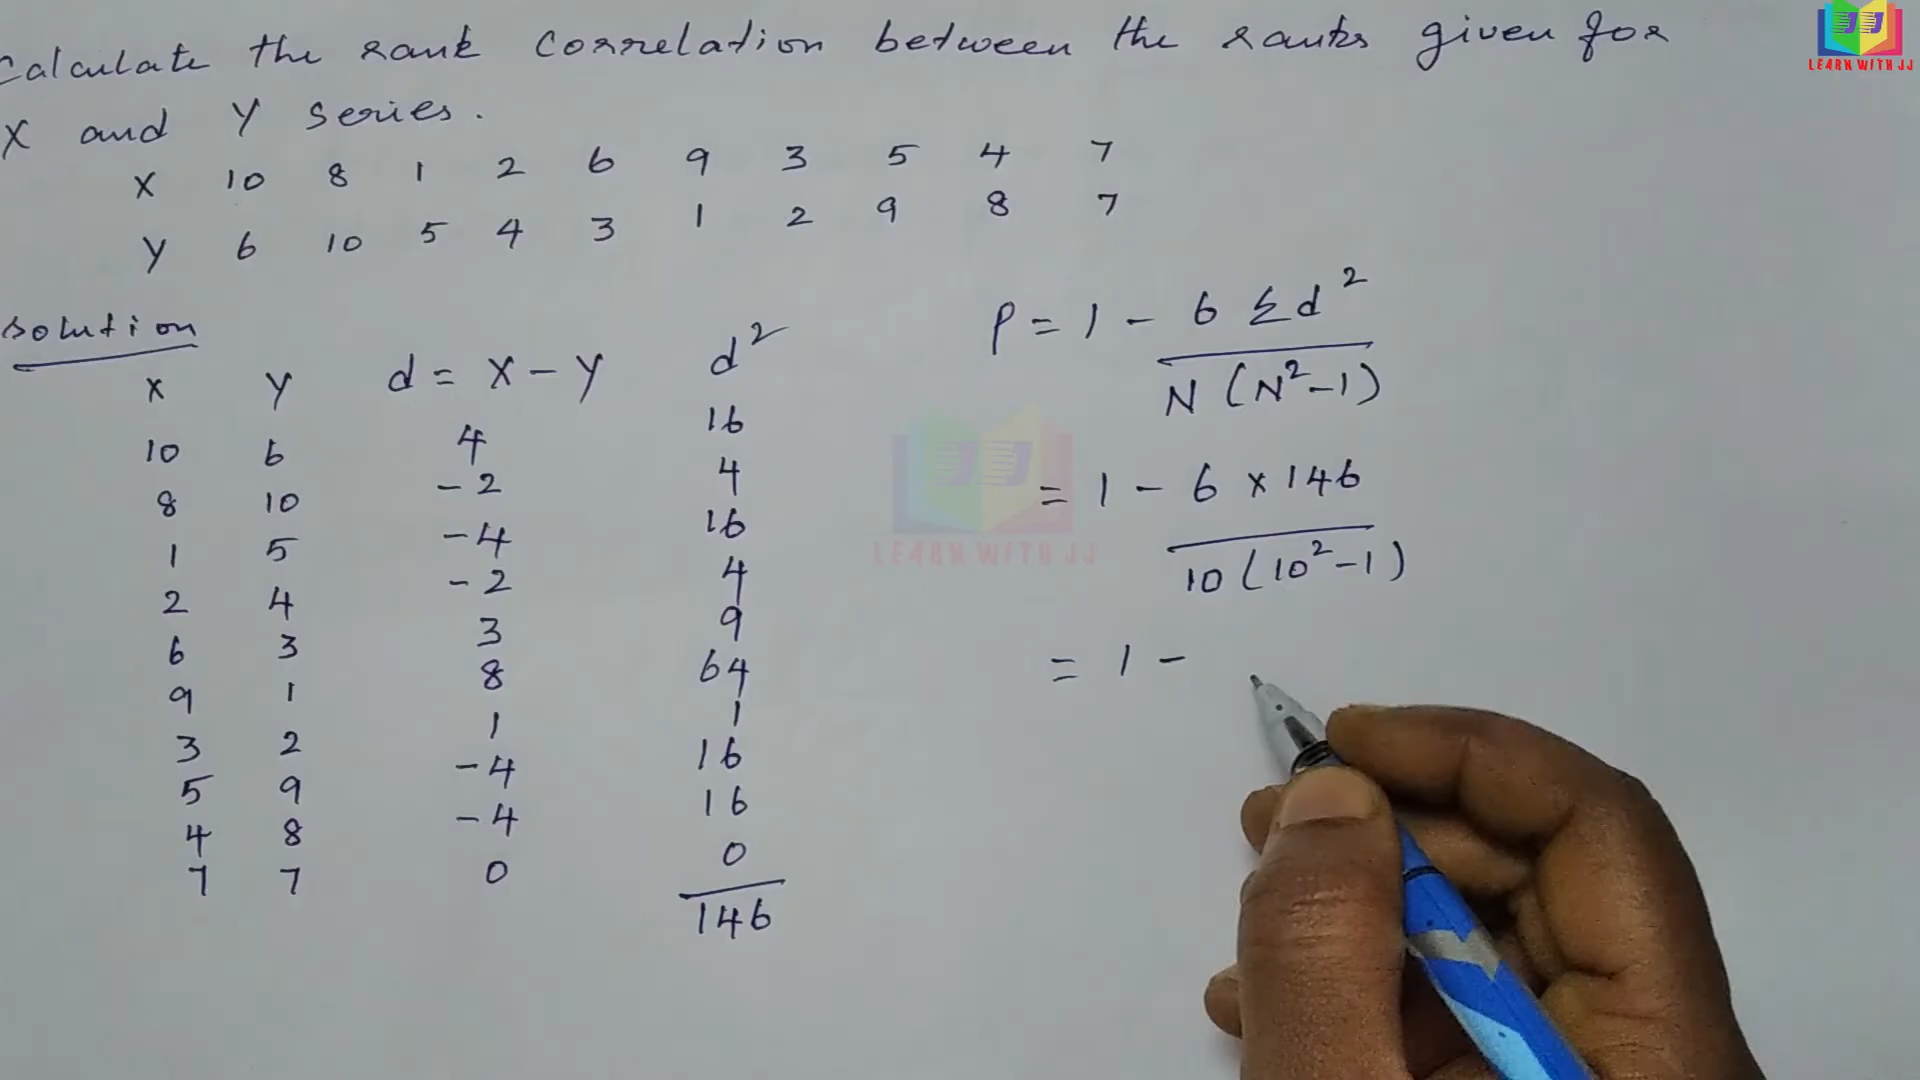 Calculate the rank correlation between the ranks given for
X and Y series.
X 10 8 1 2 6 9 3 5 4 7
Y 6 10 5 4 3 1 2 9 8 7
Solution
X Y d = X - Y d²
10 6 4 16
8 10 -2 4
1 5 -4 16
2 4 -2 4
6 3 3 9
9 1 8 64
3 2 1 1
5 9 -4 16
4 8 -4 16
7 7 0 0
146
ρ = 1 - 6 Σd²
N (N² - 1)
= 1 - 6 × 146
10 (10² - 1)
= 1 -
LEARN WITH JJ
LEARN WITH JJ